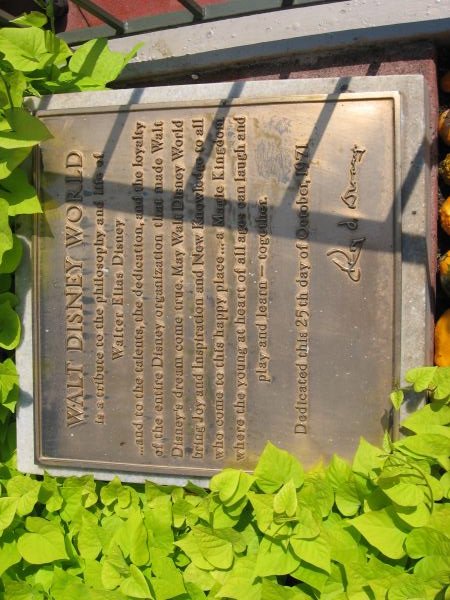 WALT DISNEY WORLD
is a tribute to the philosophy and life of
Walter Elias Disney
...and to the talents, the dedication, and the loyalty
of the entire Disney organization that made Walt
Disney's dream come true. May Walt Disney World
bring Joy and Inspiration and New Knowledge to all
who come to this happy place ... a Magic Kingdom
where the young at heart of all ages can laugh and
play and learn — together.
Dedicated this 25th day of October, 1971
Roy O. Disney